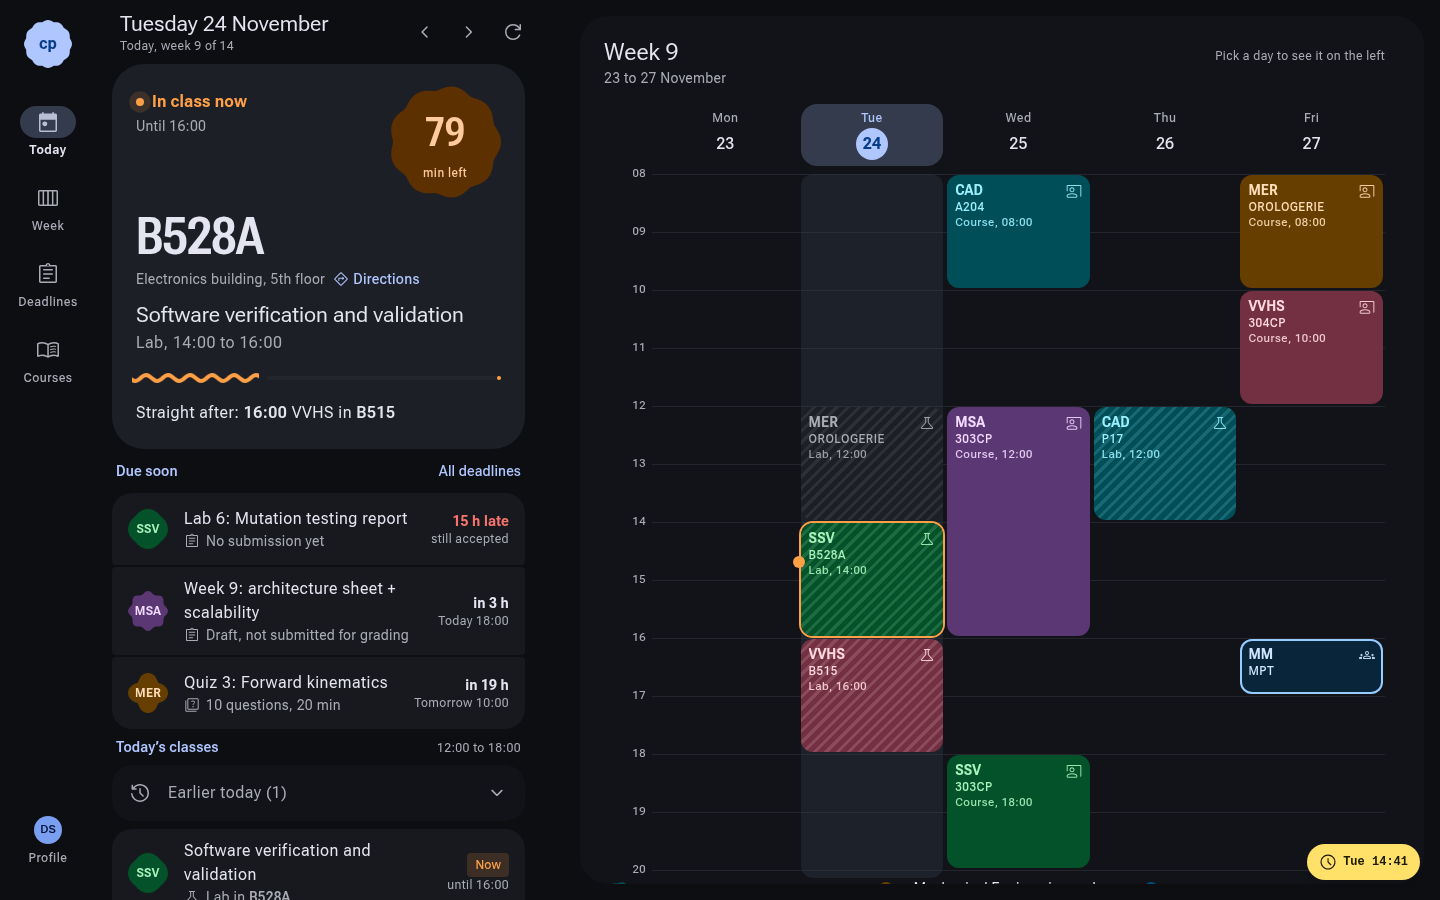 cp
Today
Week
Deadlines
Courses
DS
Profile
Tuesday 24 November
Today, week 9 of 14
In class now
Until 16:00
79
min left
B528A
Electronics building, 5th floor
Directions
Software verification and validation
Lab, 14:00 to 16:00
Straight after: 16:00 VVHS in B515
Due soon
All deadlines
SSV
Lab 6: Mutation testing report
No submission yet
15 h late
still accepted
MSA
Week 9: architecture sheet +
scalability
Draft, not submitted for grading
in 3 h
Today 18:00
MER
Quiz 3: Forward kinematics
10 questions, 20 min
in 19 h
Tomorrow 10:00
Today's classes
12:00 to 18:00
Earlier today (1)
SSV
Software verification and
validation
Lab in B528A
Now
until 16:00
Week 9
23 to 27 November
Pick a day to see it on the left
Mon
23
Tue
24
Wed
25
Thu
26
Fri
27
08
09
10
11
12
13
14
15
16
17
18
19
20
MER
OROLOGERIE
Lab, 12:00
SSV
B528A
Lab, 14:00
VVHS
B515
Lab, 16:00
CAD
A204
Course, 08:00
MSA
303CP
Course, 12:00
SSV
303CP
Course, 18:00
CAD
P17
Lab, 12:00
MER
OROLOGERIE
Course, 08:00
VVHS
304CP
Course, 10:00
MM
MPT
Tue 14:41